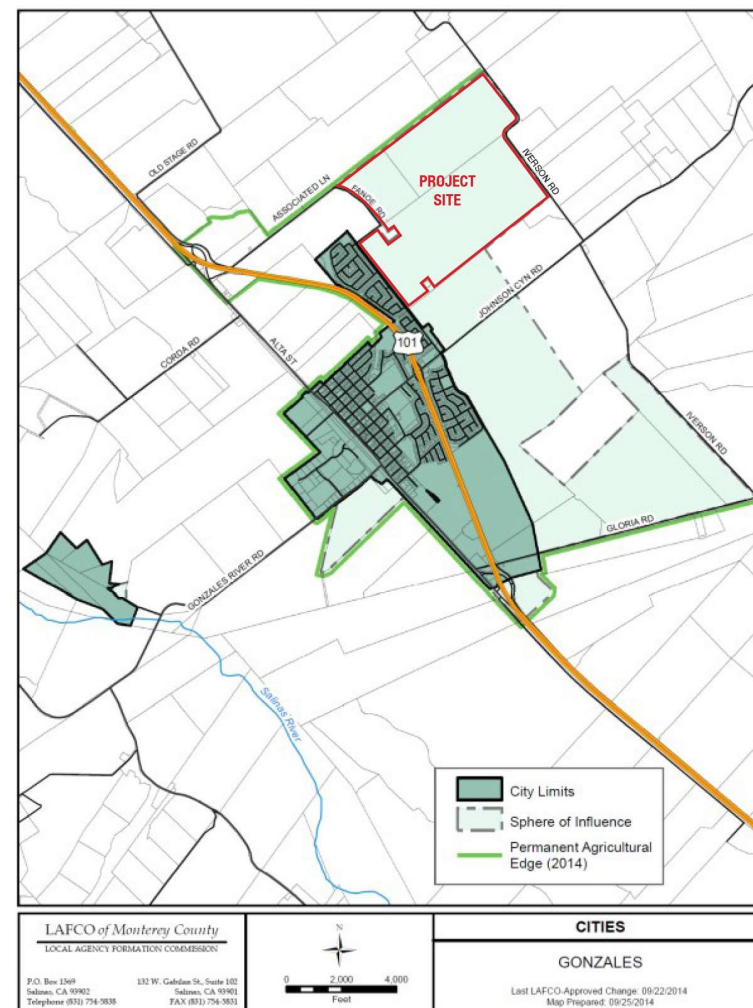 OLD STAGE RD
ASSOCIATED LN
FANOE RD
PROJECT
SITE
IVERSON RD
JOHNSON CYN RD
CORDA RD
ALTA ST
101
IVERSON RD
GLORIA RD
GONZALES RIVER RD
Salinas River
City Limits
Sphere of Influence
Permanent Agricultural
Edge (2014)
LAFCO of Monterey County
LOCAL AGENCY FORMATION COMMISSION
P.O. Box 1369
Salinas, CA 93902
Telephone (831) 754-5838
132 W. Gabilan St., Suite 102
Salinas, CA 93901
FAX (831) 754-5831
N
0 2,000 4,000
Feet
CITIES
GONZALES
Last LAFCO-Approved Change: 09/22/2014
Map Prepared: 09/25/2014